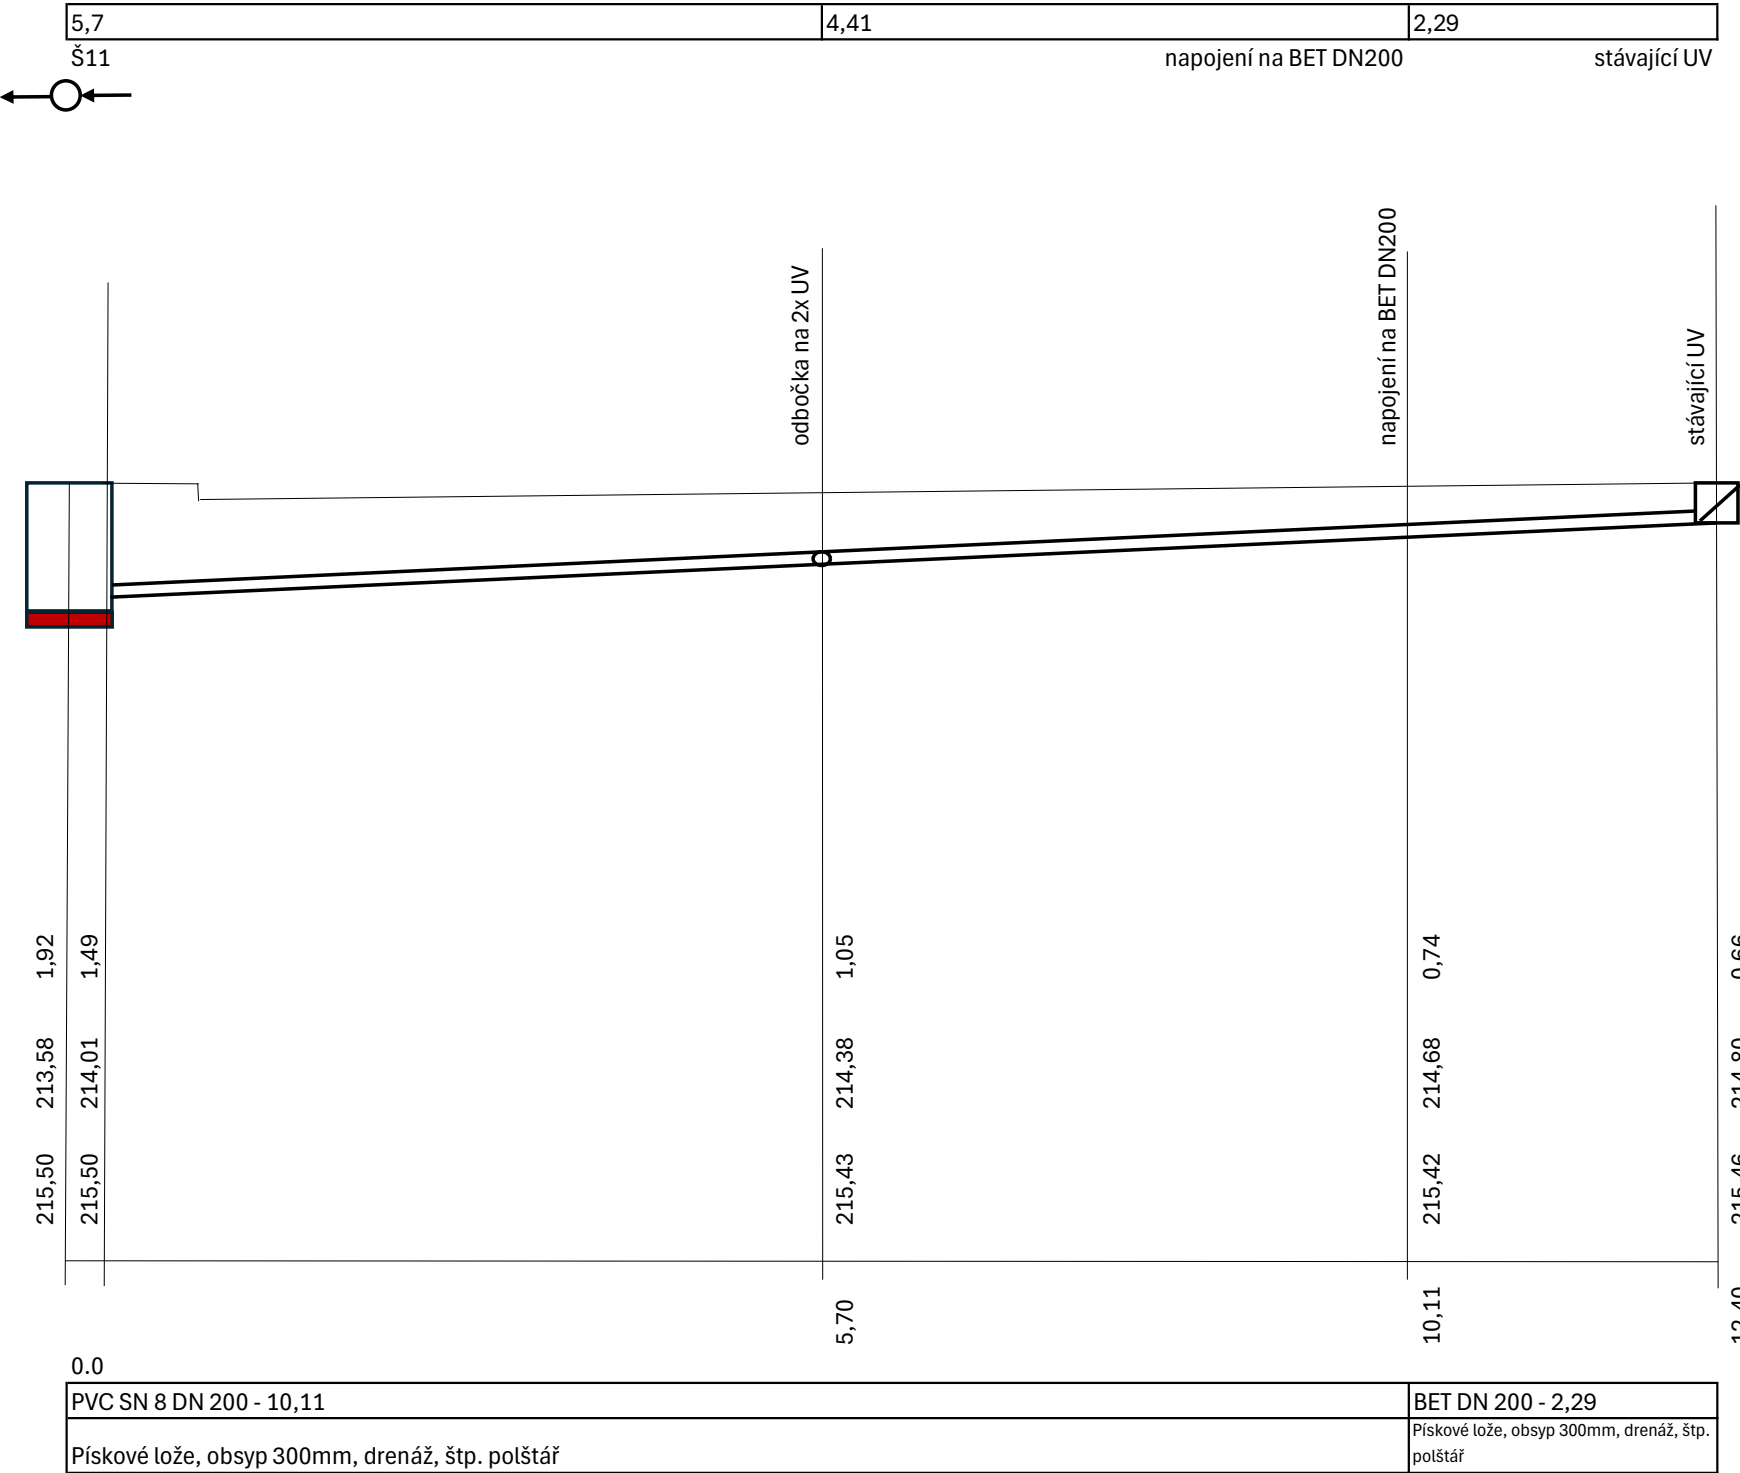 5,7 4,41 2,29
Š11 napojení na BET DN200 stávající UV
odbočka na 2x UV
napojení na BET DN200
stávající UV
1,92 1,49 1,05 0,74
213,58 214,01 214,38 214,68
215,50 215,50 215,43 215,42
5,70 10,11
0.0
PVC SN 8 DN 200 - 10,11 BET DN 200 - 2,29
Pískové lože, obsyp 300mm, drenáž, štp. polštář
Pískové lože, obsyp 300mm, drenáž, štp.
polštář